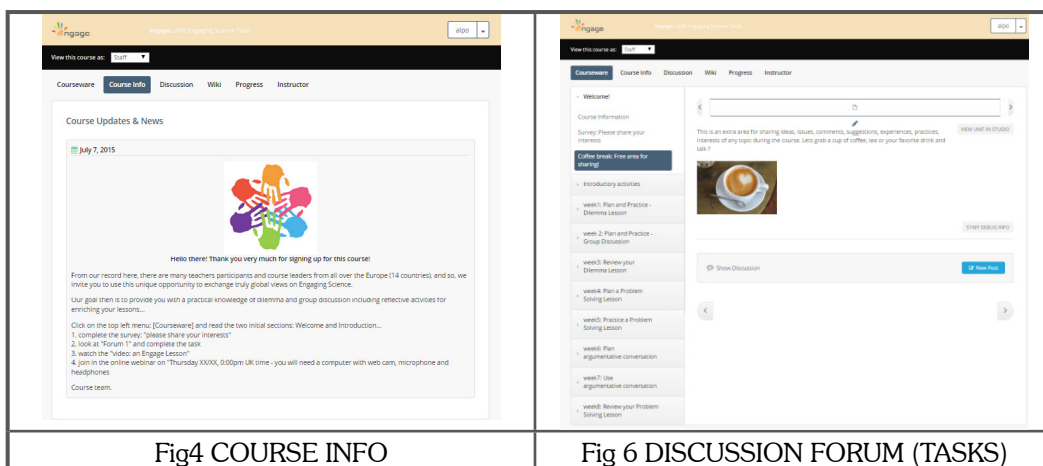 ngage
engage: with Engaging Science Tool
alpo
View this course as: Staff
Courseware Course Info Discussion Wiki Progress Instructor
Course Updates & News
July 7, 2015
Hello there! Thank you very much for signing up for this course!
From our record here, there are many teachers participants and course leaders from all over the Europe (14 countries), and so, we
invite you to use this unique opportunity to exchange truly global views on Engaging Science.
Our goal then is to provide you with a practical knowledge of dilemma and group discussion including reflective activies for
enriching your lessons...
Click on the top left menu: [Courseware] and read the two initial sections: Welcome and Introduction...
1. complete the survey: "please share your interests"
2. look at "Forum 1" and complete the task
3. watch the "video: an Engage Lesson"
4. join in the online webinar on "Thursday XX/XX, 0:00pm UK time - you will need a computer with web cam, microphone and
headphones
Course team.
Fig4 COURSE INFO
ngage
alpo
View this course as: Staff
Courseware Course Info Discussion Wiki Progress Instructor
Welcome!
Course Information
Survey: Please share your
interests
Coffee break: Free area for
sharing!
Introductory activities
week1: Plan and Practice -
Dilemma Lesson
week 2: Plan and Practice -
Group Discussion
week3: Review your
Dilemma Lesson
week4: Plan a Problem
Solving Lesson
week5: Practice a Problem
Solving Lesson
week6: Plan
argumentative conversation
week7: Use
argumentative conversation
week8: Review your Problem
Solving Lesson
VIEW UNIT IN STUDIO
This is an extra area for sharing ideas, issues, comments, suggestions, experiences, practices,
interests of any topic during the course. Lets grab a cup of coffee, tea or your favorite drink and
talk ?
STAFF DEBUG INFO
Show Discussion
New Post
Fig 6 DISCUSSION FORUM (TASKS)